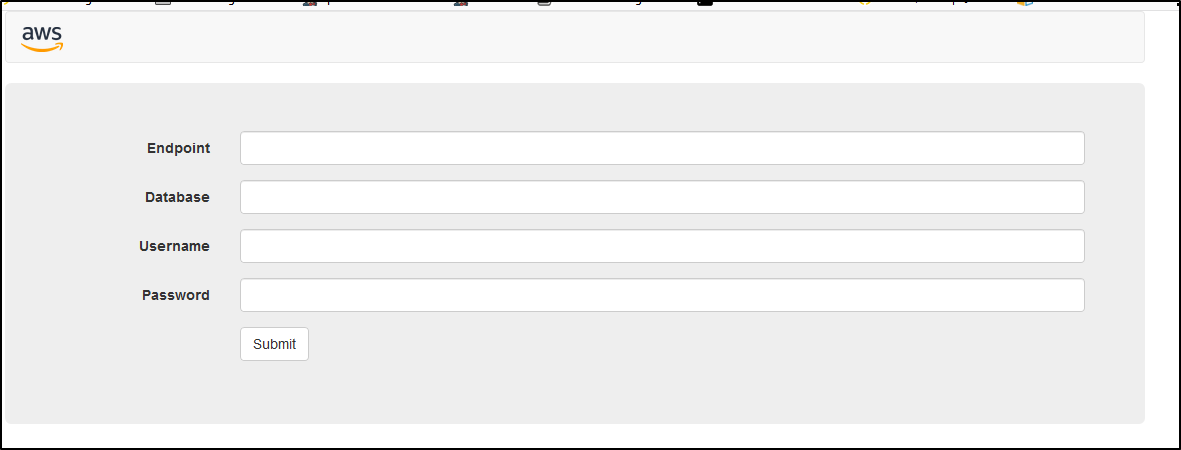 aws
Endpoint
Database
Username
Password
Submit